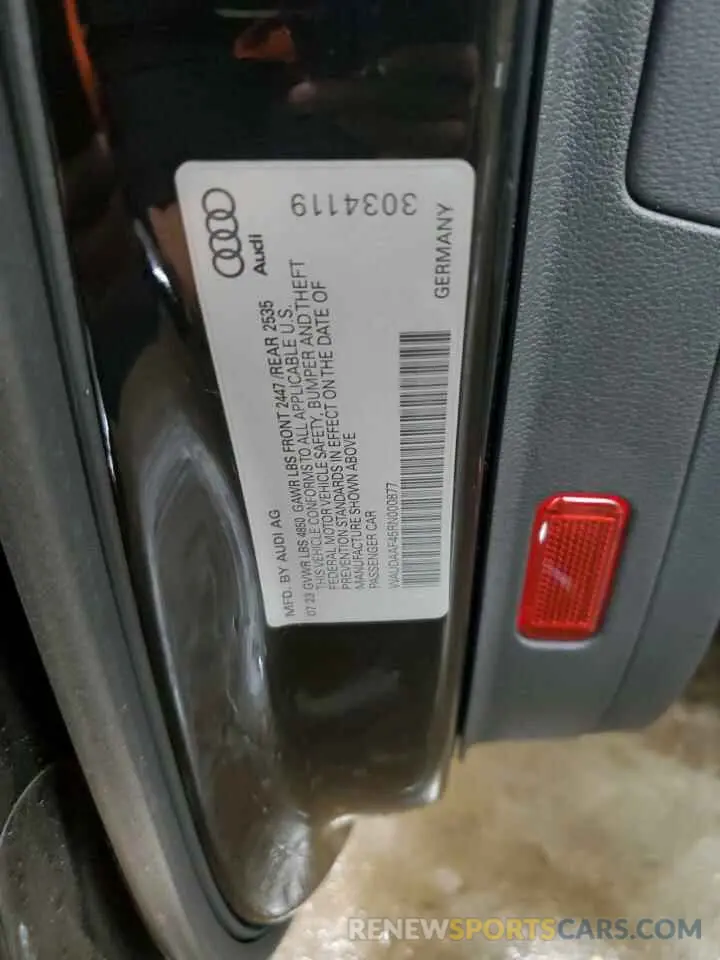 3034119
Audi
GERMANY
MFD. BY AUDI AG
07 23 GVWR LBS 4850 GAWR LBS FRONT 2447 /REAR 2535
THIS VEHICLE CONFORMS TO ALL APPLICABLE U.S.
FEDERAL MOTOR VEHICLE SAFETY, BUMPER AND THEFT
PREVENTION STANDARDS IN EFFECT ON THE DATE OF
MANUFACTURE SHOWN ABOVE
PASSENGER CAR
WAUDAAF45RN000877
RENEWSPORTSCARS.COM